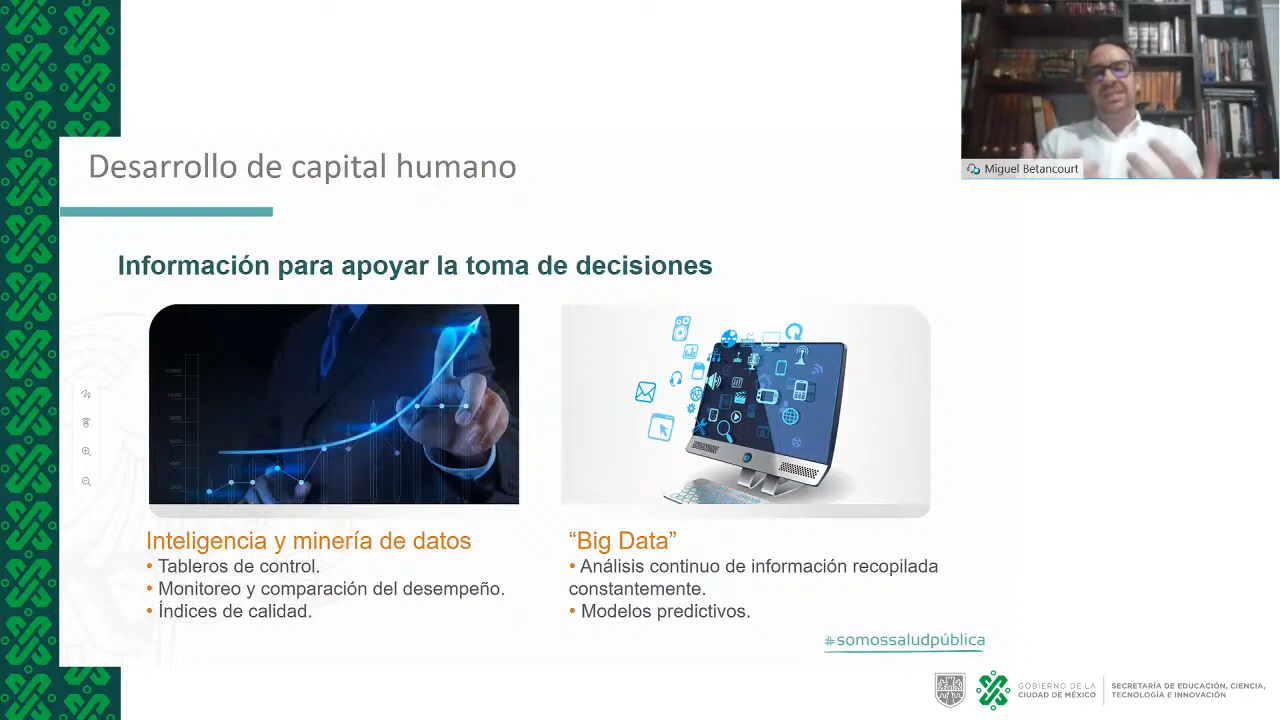 Miguel Betancourt
Desarrollo de capital humano
Información para apoyar la toma de decisiones
Inteligencia y minería de datos
• Tableros de control.
• Monitoreo y comparación del desempeño.
• Índices de calidad.
“Big Data”
• Análisis continuo de información recopilada
constantemente.
• Modelos predictivos.
#somossaludpública
GOBIERNO DE LA
CIUDAD DE MÉXICO
SECRETARÍA DE EDUCACIÓN, CIENCIA,
TECNOLOGÍA E INNOVACIÓN